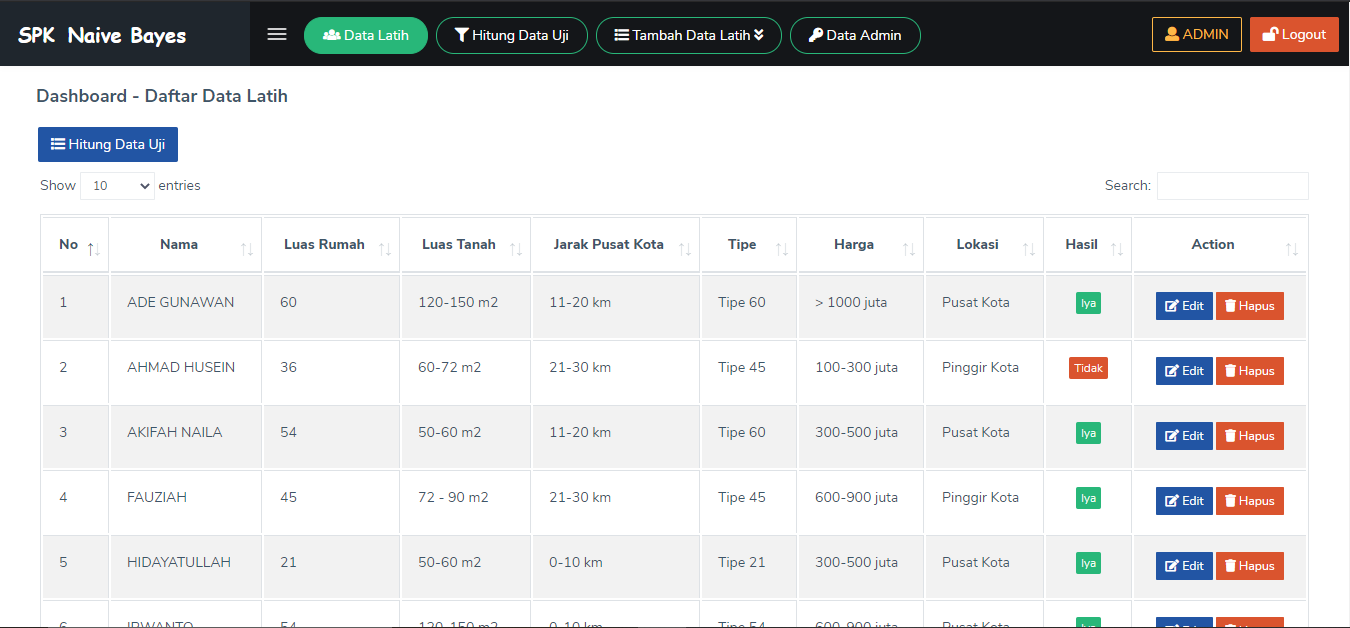 SPK Naive Bayes Data Latih Hitung Data Uji Tambah Data Latih Data Admin ADMIN Logout
Dashboard - Daftar Data Latih
Hitung Data Uji
Show 10 entries Search:
No Nama Luas Rumah Luas Tanah Jarak Pusat Kota Tipe Harga Lokasi Hasil Action
1 ADE GUNAWAN 60 120-150 m2 11-20 km Tipe 60 > 1000 juta Pusat Kota Iya Edit Hapus
2 AHMAD HUSEIN 36 60-72 m2 21-30 km Tipe 45 100-300 juta Pinggir Kota Tidak Edit Hapus
3 AKIFAH NAILA 54 50-60 m2 11-20 km Tipe 60 300-500 juta Pusat Kota Iya Edit Hapus
4 FAUZIAH 45 72 - 90 m2 21-30 km Tipe 45 600-900 juta Pinggir Kota Iya Edit Hapus
5 HIDAYATULLAH 21 50-60 m2 0-10 km Tipe 21 300-500 juta Pusat Kota Iya Edit Hapus
6 IRWANTO 54 120-150 m2 0-10 km Tipe 54 600-900 juta Pusat Kota Iya